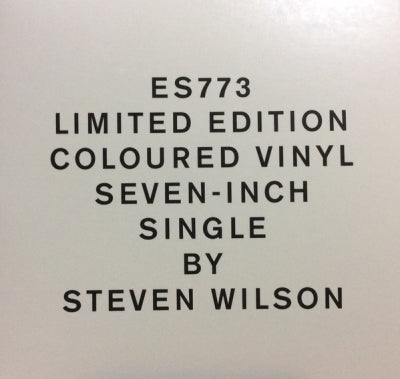 ES773
LIMITED EDITION
COLOURED VINYL
SEVEN-INCH
SINGLE
BY
STEVEN WILSON